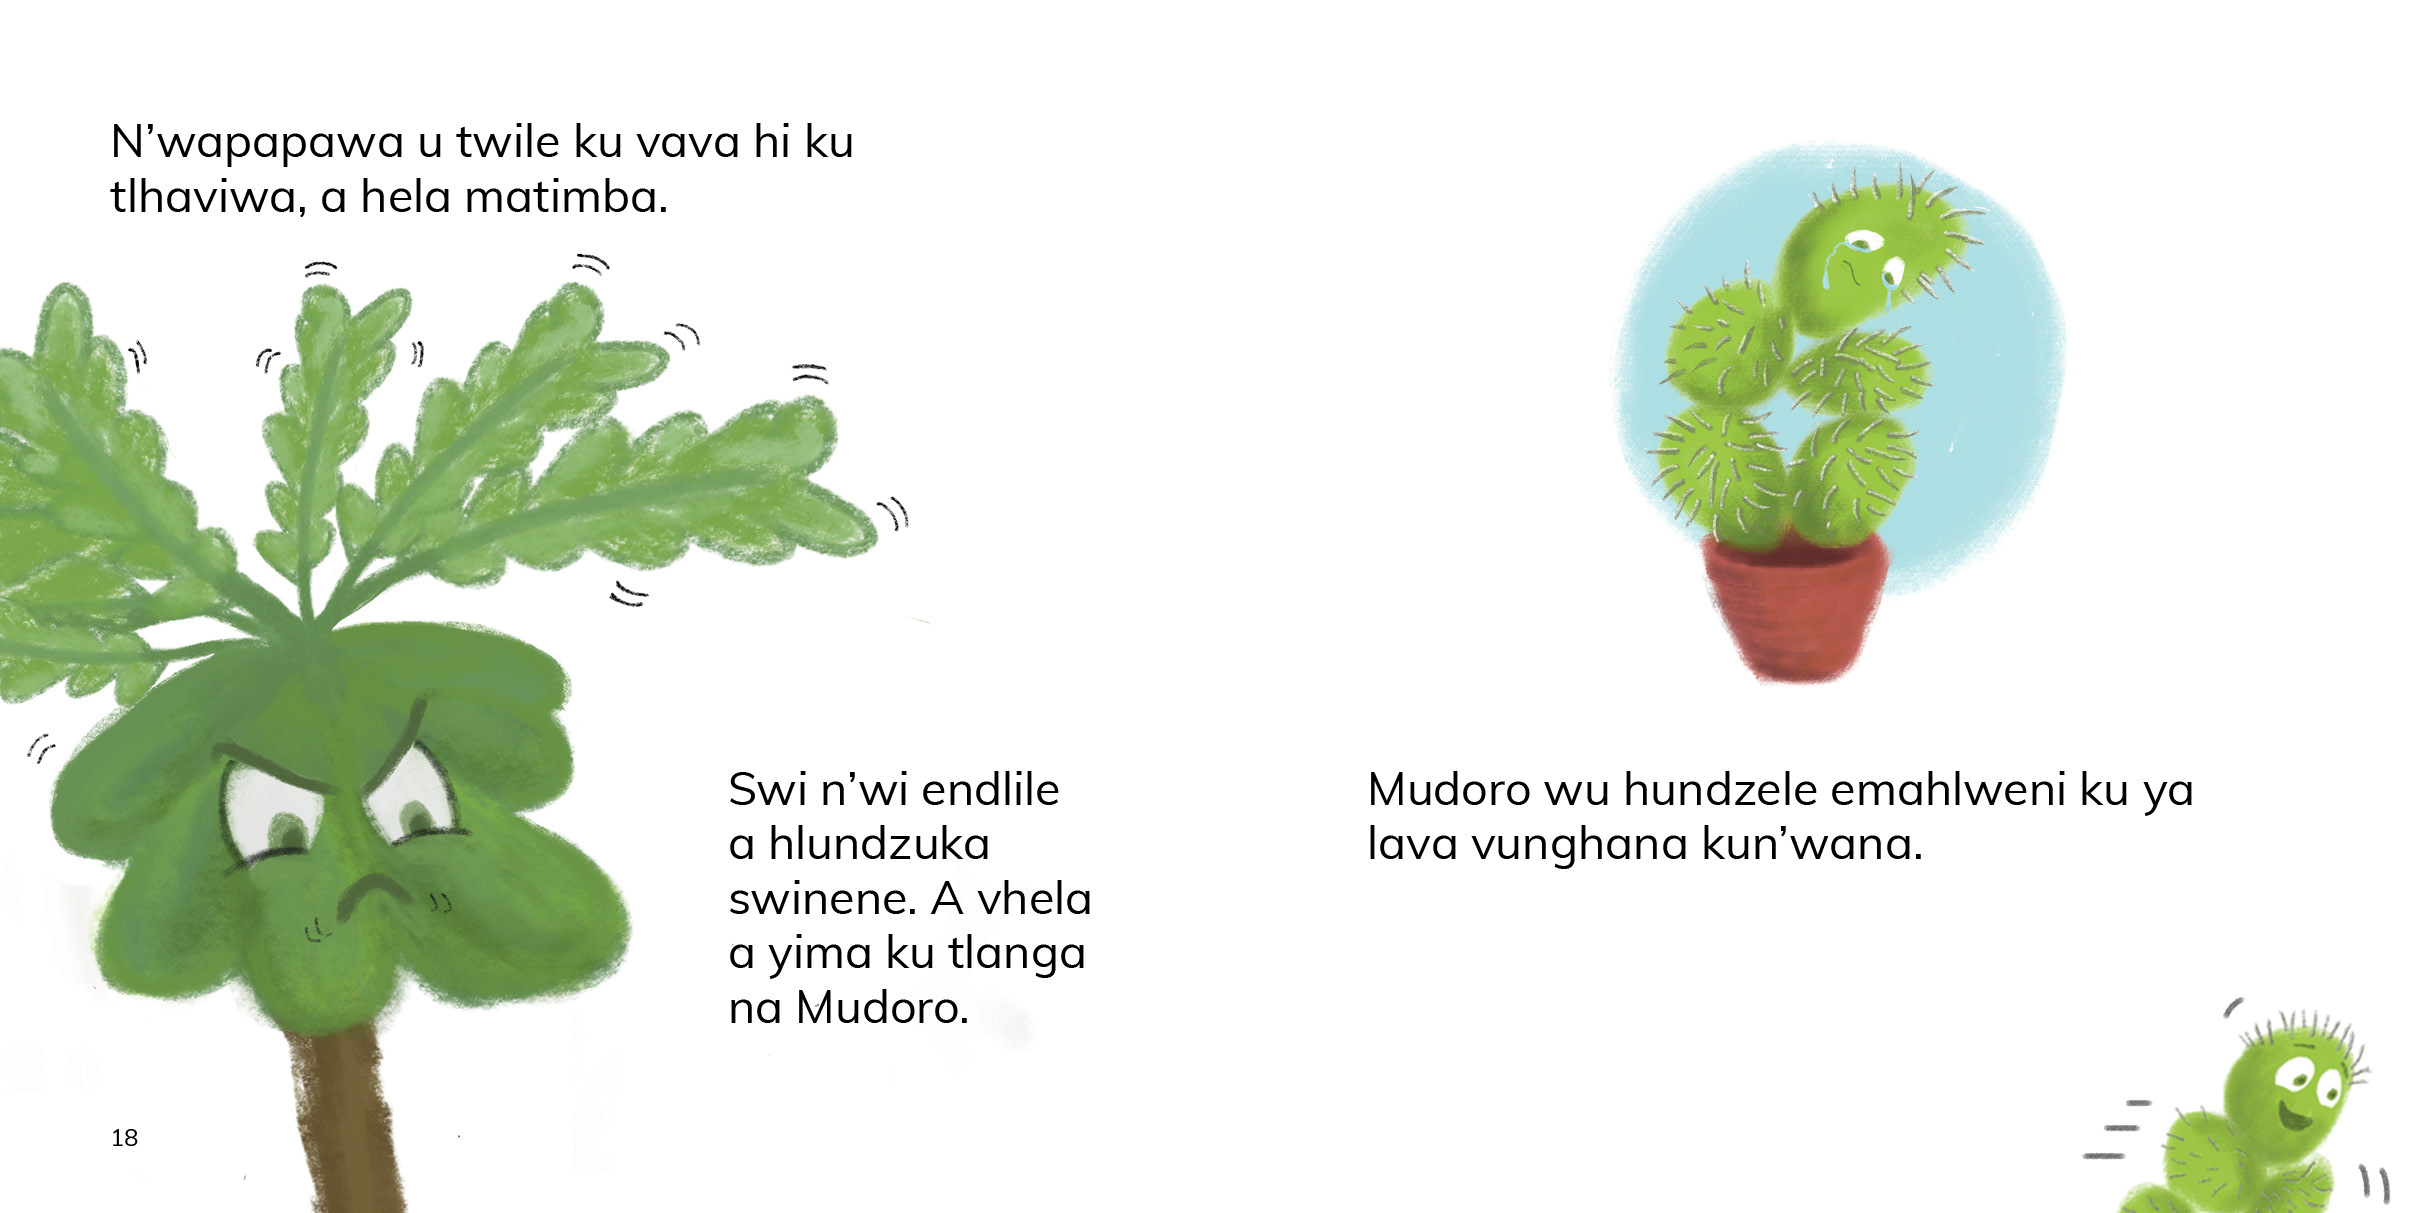 N’wapapawa u twile ku vava hi ku
tlhaviwa, a hela matimba.
Swi n’wi endlile
a hlundzuka
swinene. A vhela
a yima ku tlanga
na Mudoro.
18
Mudoro wu hundzele emahlweni ku ya
lava vunghana kun’wana.